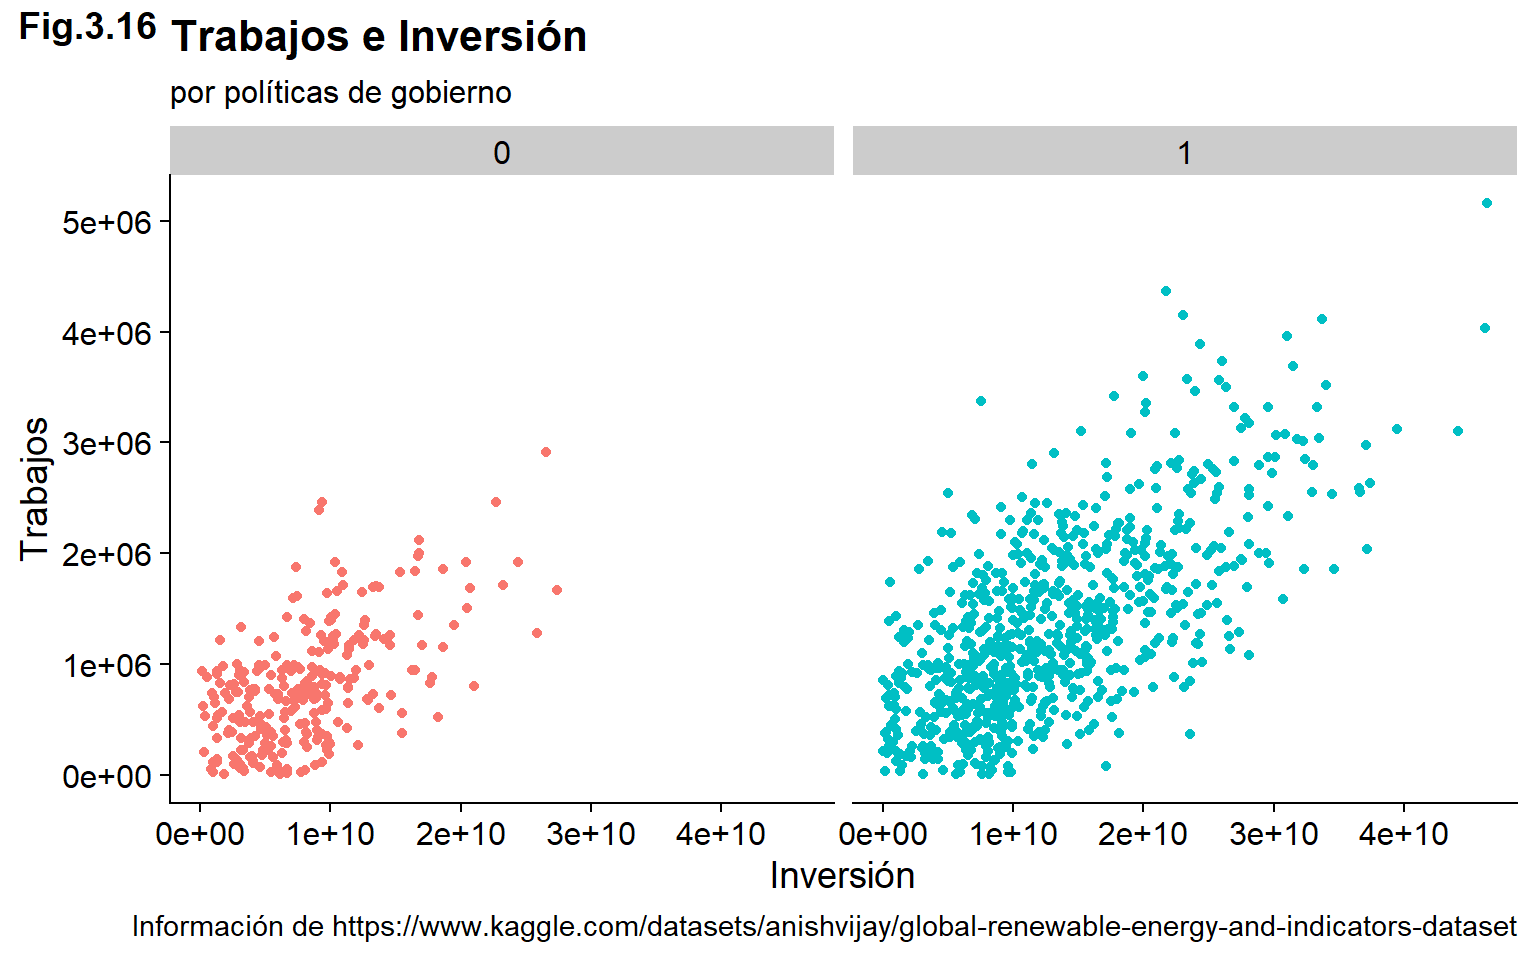 Fig.3.16 Trabajos e Inversión
por políticas de gobierno
0 1
5e+06
4e+06
3e+06
2e+06
1e+06
0e+00
Trabajos
0e+00 1e+10 2e+10 3e+10 4e+10 0e+00 1e+10 2e+10 3e+10 4e+10
Inversión
Información de https://www.kaggle.com/datasets/anishvijay/global-renewable-energy-and-indicators-dataset